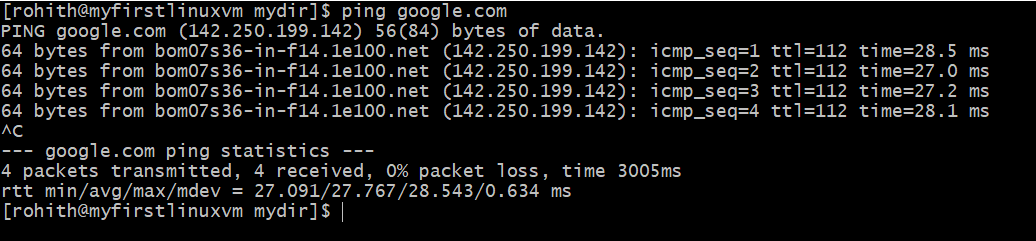 [rohith@myfirstlinuxvm mydir]$ ping google.com
PING google.com (142.250.199.142) 56(84) bytes of data.
64 bytes from bom07s36-in-f14.1e100.net (142.250.199.142): icmp_seq=1 ttl=112 time=28.5 ms
64 bytes from bom07s36-in-f14.1e100.net (142.250.199.142): icmp_seq=2 ttl=112 time=27.0 ms
64 bytes from bom07s36-in-f14.1e100.net (142.250.199.142): icmp_seq=3 ttl=112 time=27.2 ms
64 bytes from bom07s36-in-f14.1e100.net (142.250.199.142): icmp_seq=4 ttl=112 time=28.1 ms
^C
--- google.com ping statistics ---
4 packets transmitted, 4 received, 0% packet loss, time 3005ms
rtt min/avg/max/mdev = 27.091/27.767/28.543/0.634 ms
[rohith@myfirstlinuxvm mydir]$